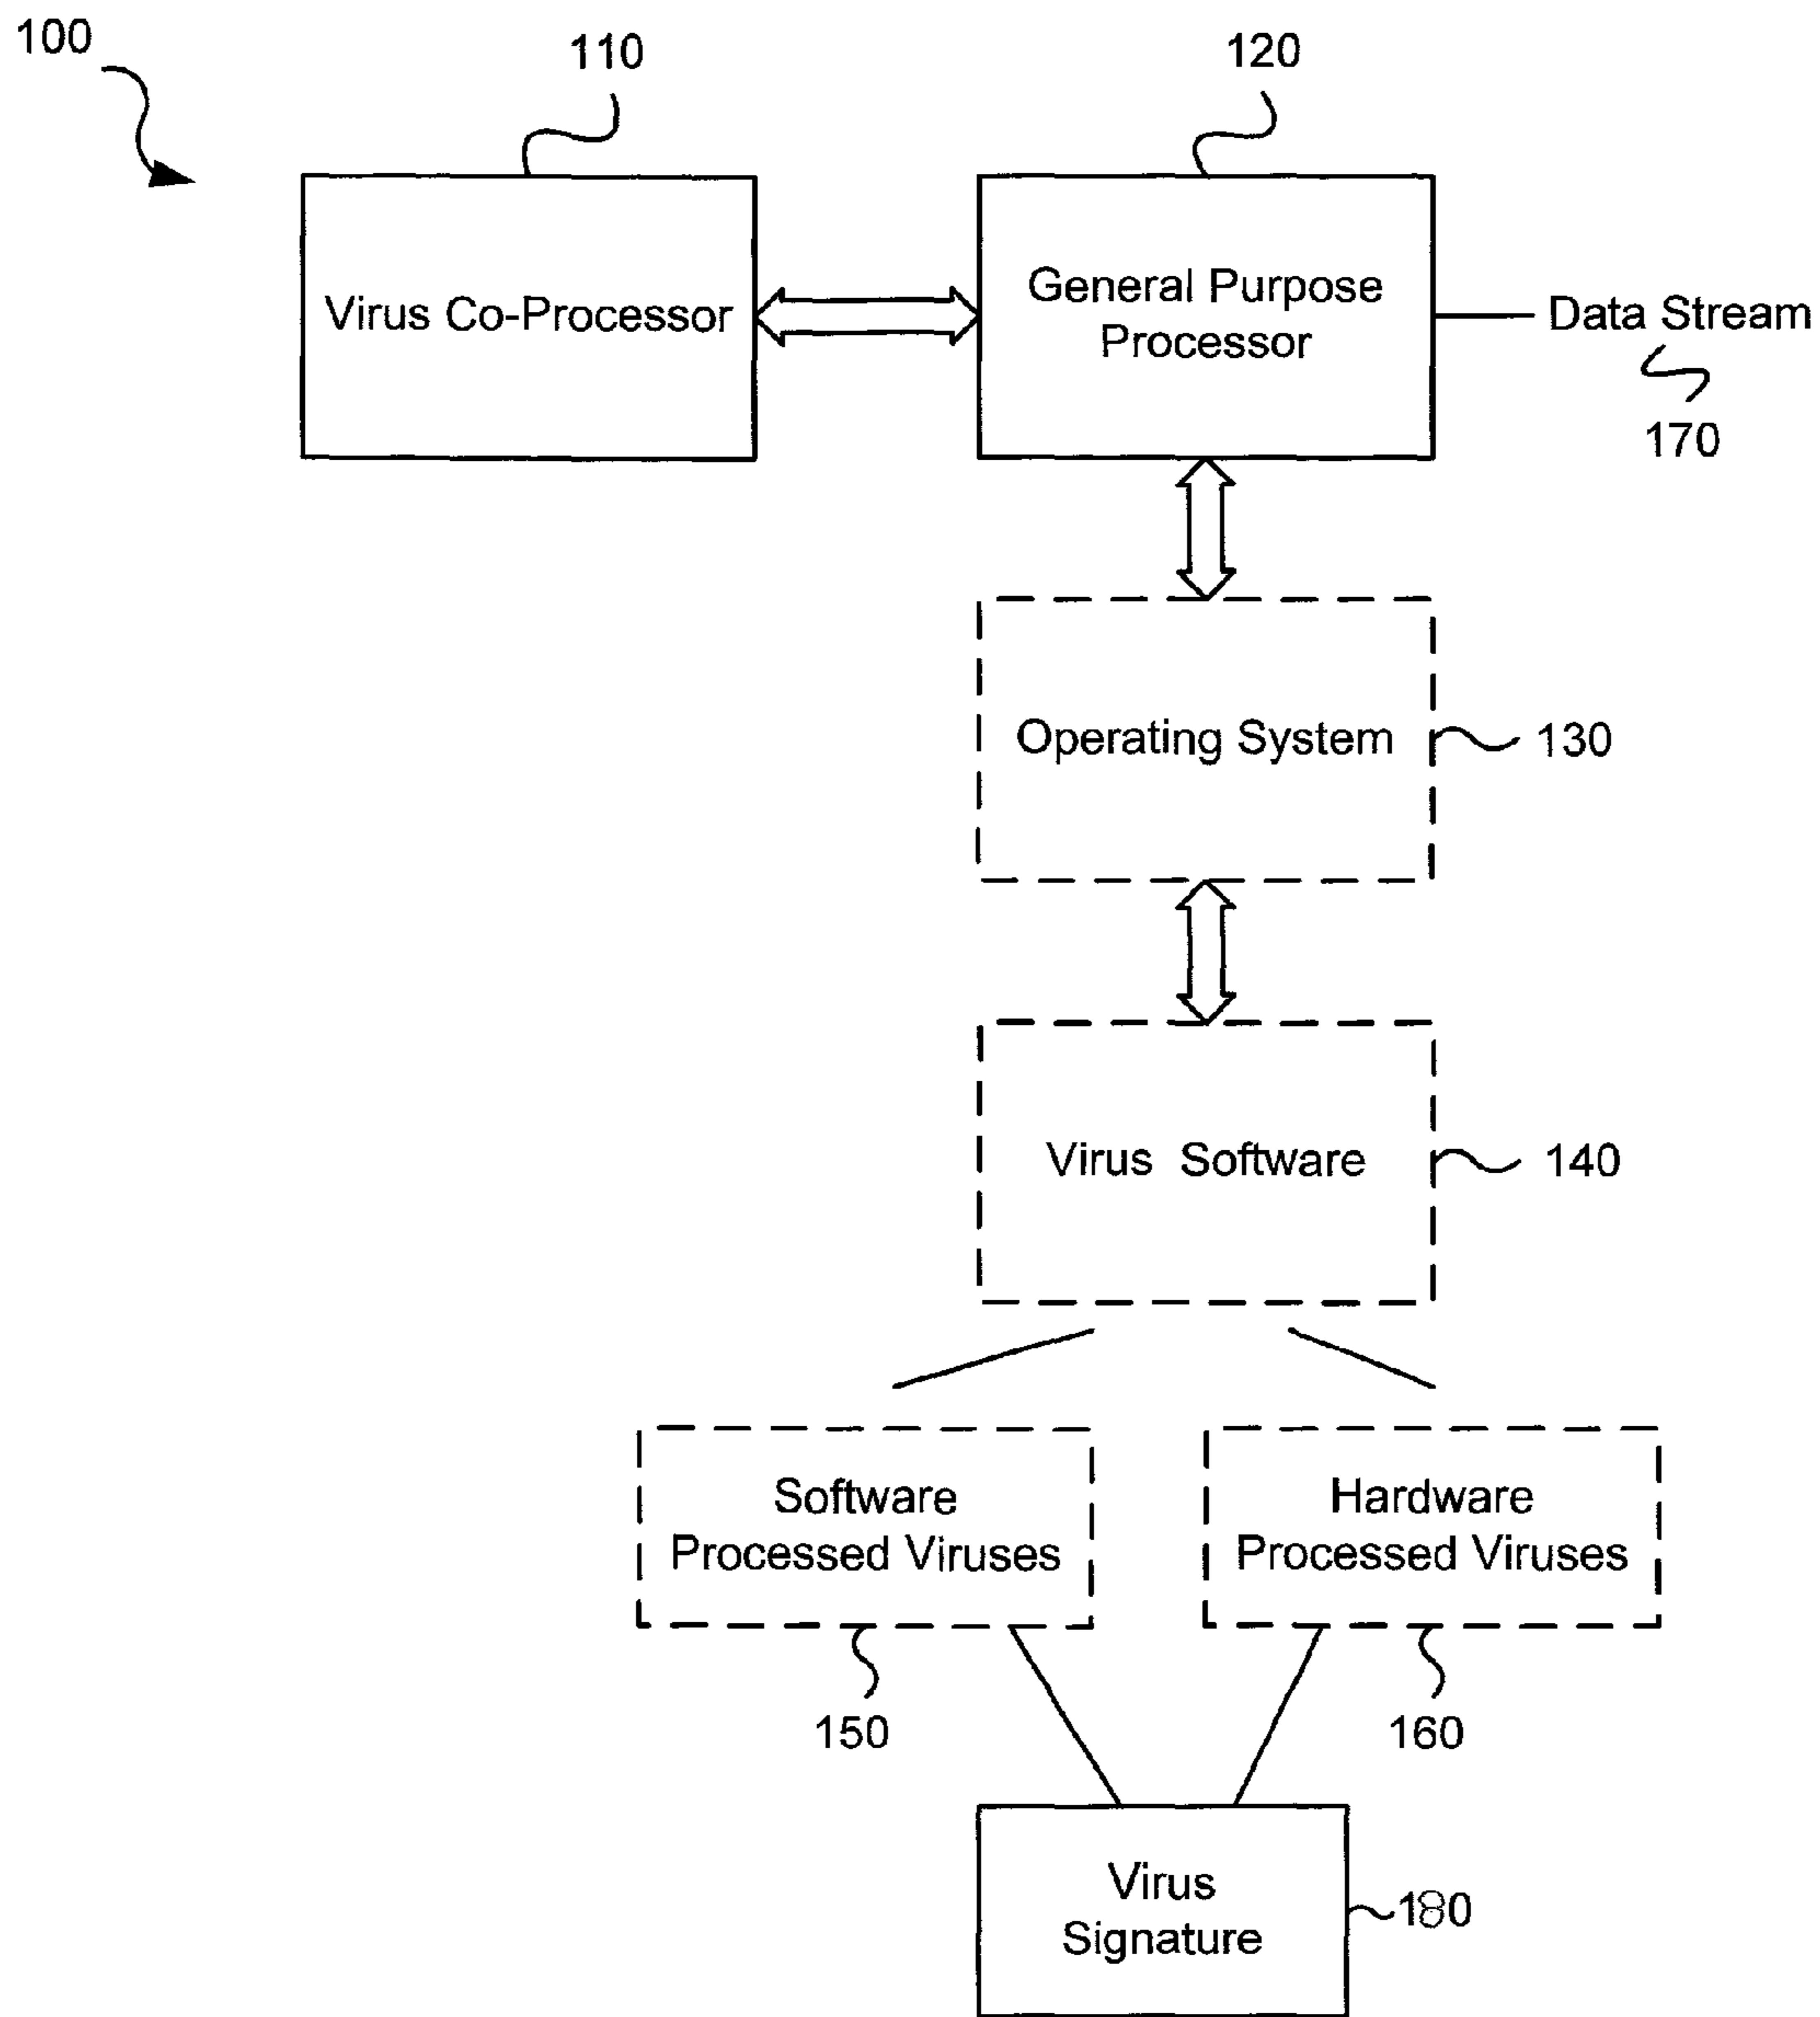 100
110
120
Virus Co-Processor
General Purpose
Processor
Data Stream
170
Operating System
130
Virus Software
140
Software
Processed Viruses
Hardware
Processed Viruses
150
160
Virus
Signature
180